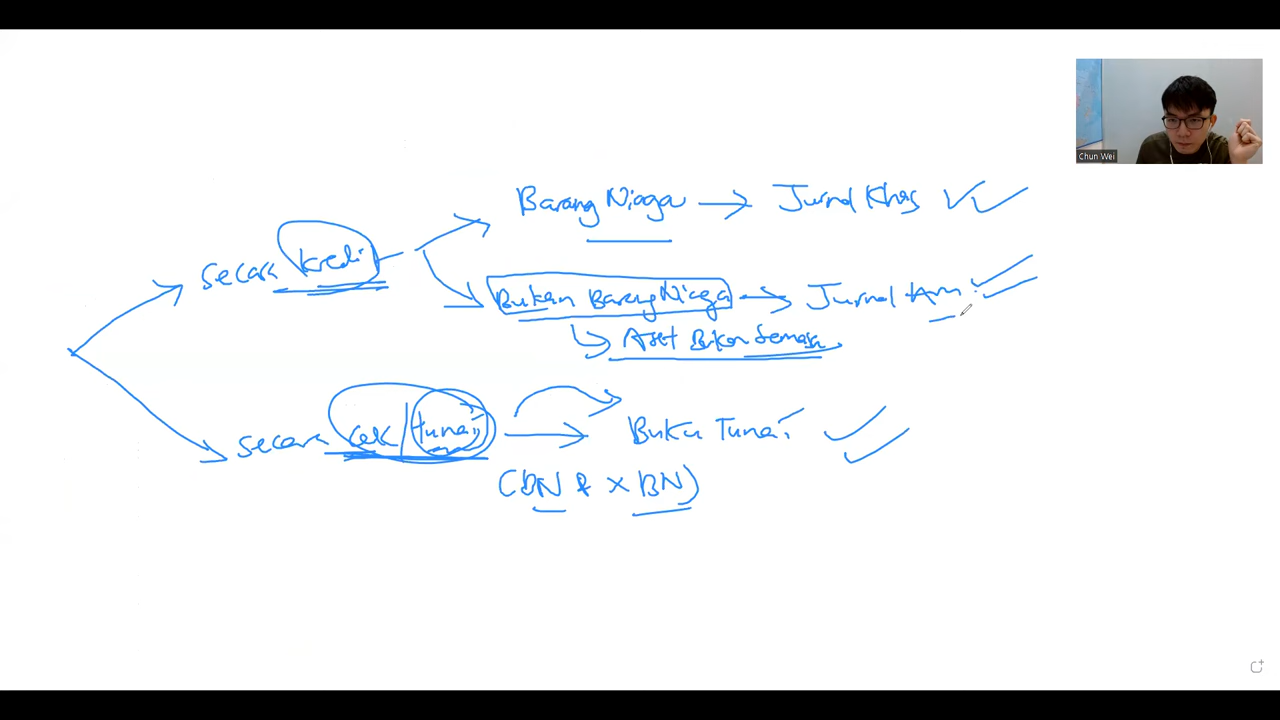 Chun Wei
Barang Niaga → Jurnal Khas
Secara kredit
Bukan Barang Niaga → Jurnal Am
Aset Bukan Semasa
Secara cek/tunai → Buku Tunai
(BN & x BN)